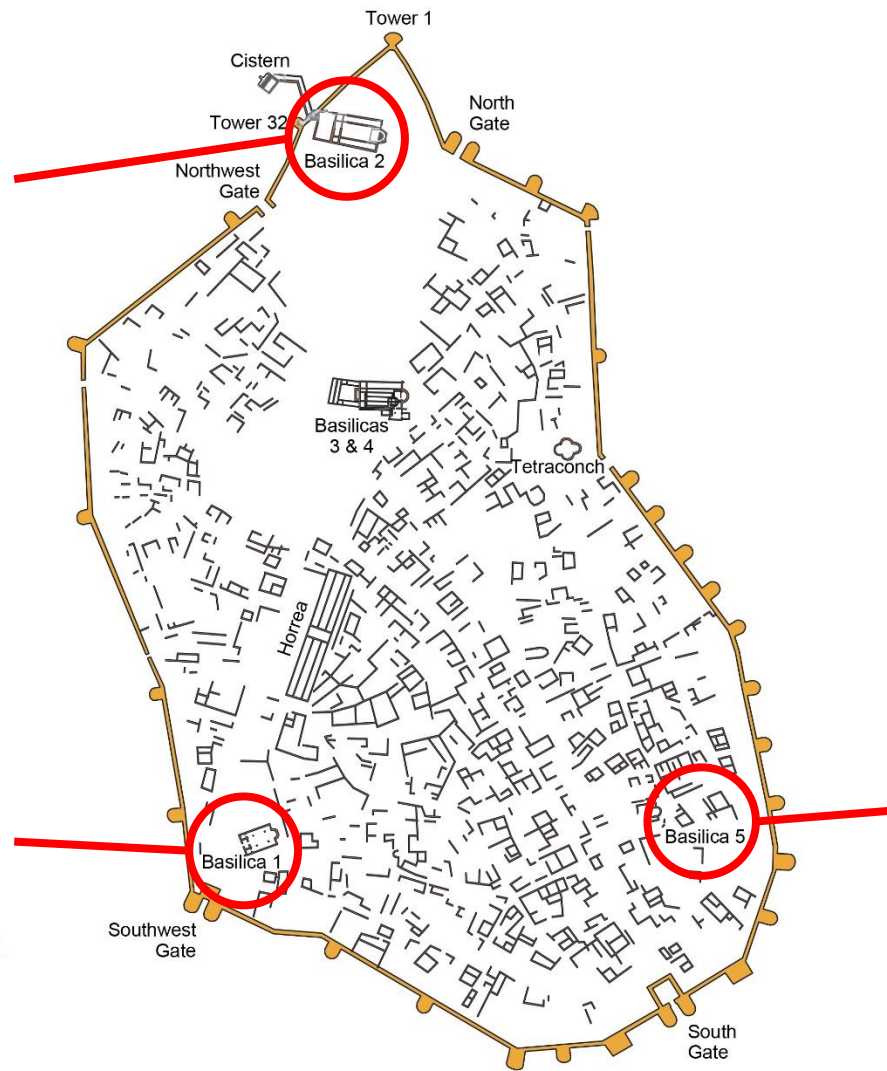 Tower 1
Cistern
Tower 32
North
Gate
Basilica 2
Northwest
Gate
Basilicas
3 & 4
Tetraconch
Horrea
Basilica 5
Basilica 1
Southwest
Gate
South
Gate